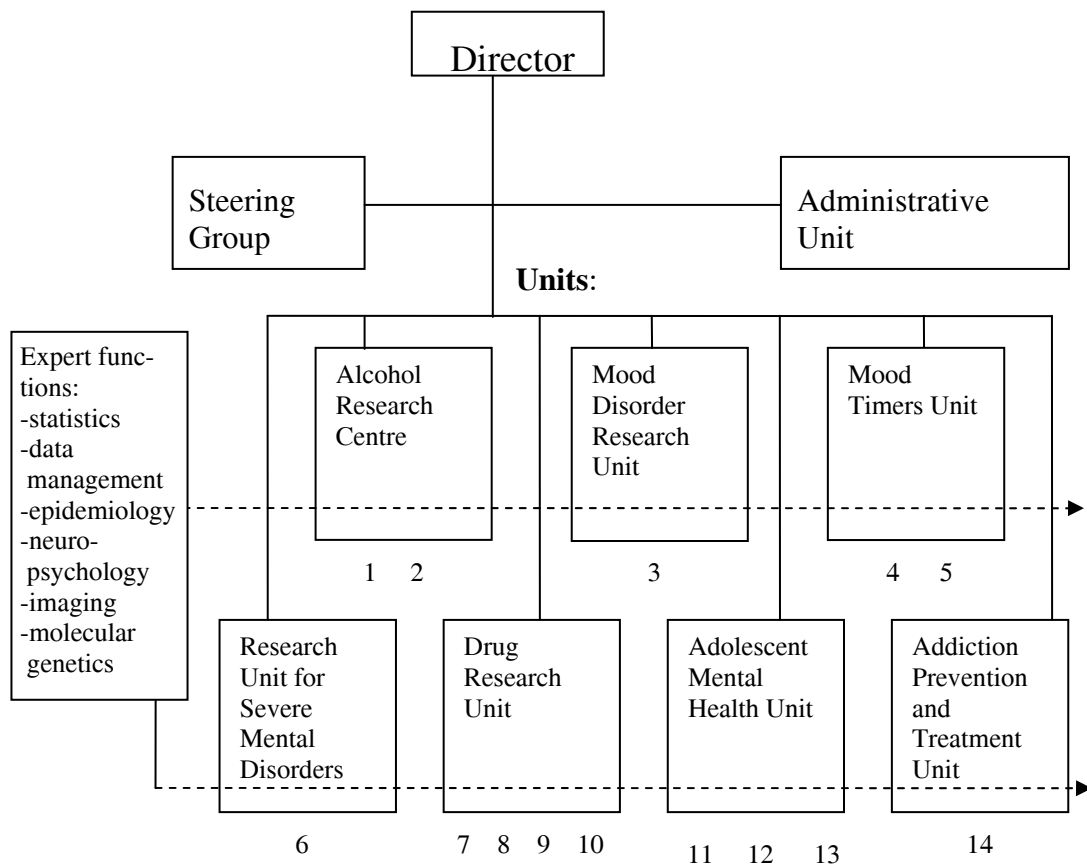 Director
Steering
Group
Administrative
Unit
Units:
Expert func-
tions:
-statistics
-data
management
-epidemiology
-neuro-
psychology
-imaging
-molecular
genetics
Alcohol
Research
Centre
Mood
Disorder
Research
Unit
Mood
Timers Unit
1 2
3
4 5
Research
Unit for
Severe
Mental
Disorders
Drug
Research
Unit
Adolescent
Mental
Health Unit
Addiction
Prevention
and
Treatment
Unit
6
7 8 9 10
11 12 13
14